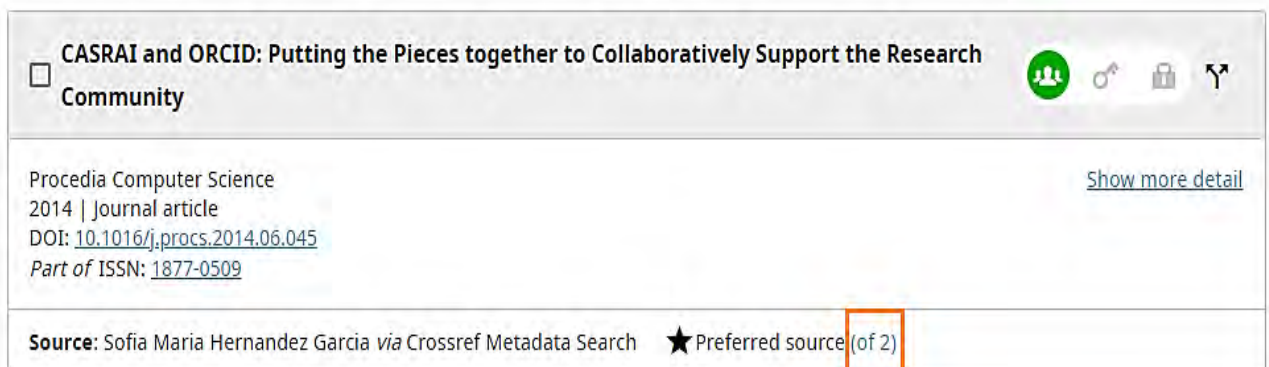 CASRAI and ORCID: Putting the Pieces together to Collaboratively Support the Research
Community
Procedia Computer Science
Show more detail
2014 | Journal article
DOI: 10.1016/j.procs.2014.06.045
Part of ISSN: 1877-0509
Source: Sofia Maria Hernandez Garcia via Crossref Metadata Search ★Preferred source (of 2)